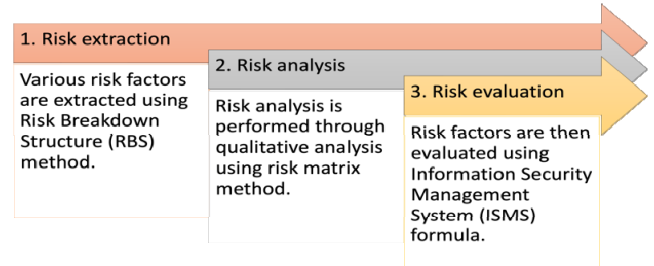 1. Risk extraction
Various risk factors
are extracted using
Risk Breakdown
Structure (RBS)
method.
2. Risk analysis
Risk analysis is
performed through
qualitative analysis
using risk matrix
method.
3. Risk evaluation
Risk factors are then
evaluated using
Information Security
Management
System (ISMS)
formula.